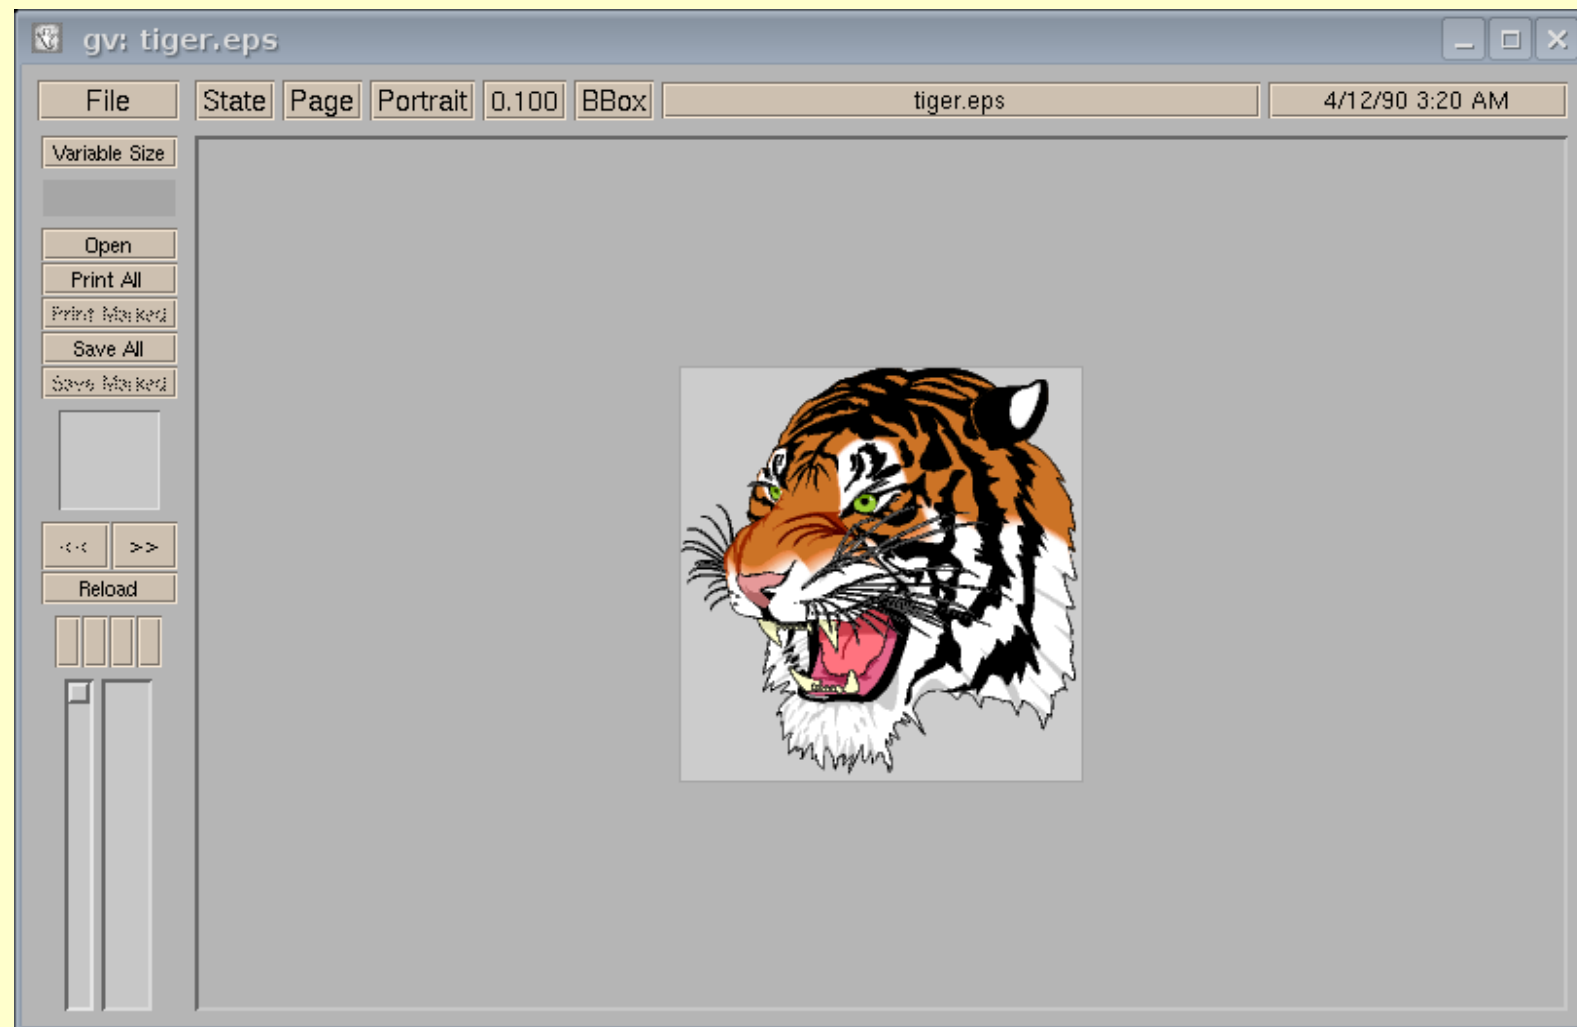 gv: tiger.eps
File State Page Portrait 0.100 BBox tiger.eps 4/12/90 3:20 AM
Variable Size
Open
Print All
Print Marked
Save All
Save Marked
<< >>
Reload